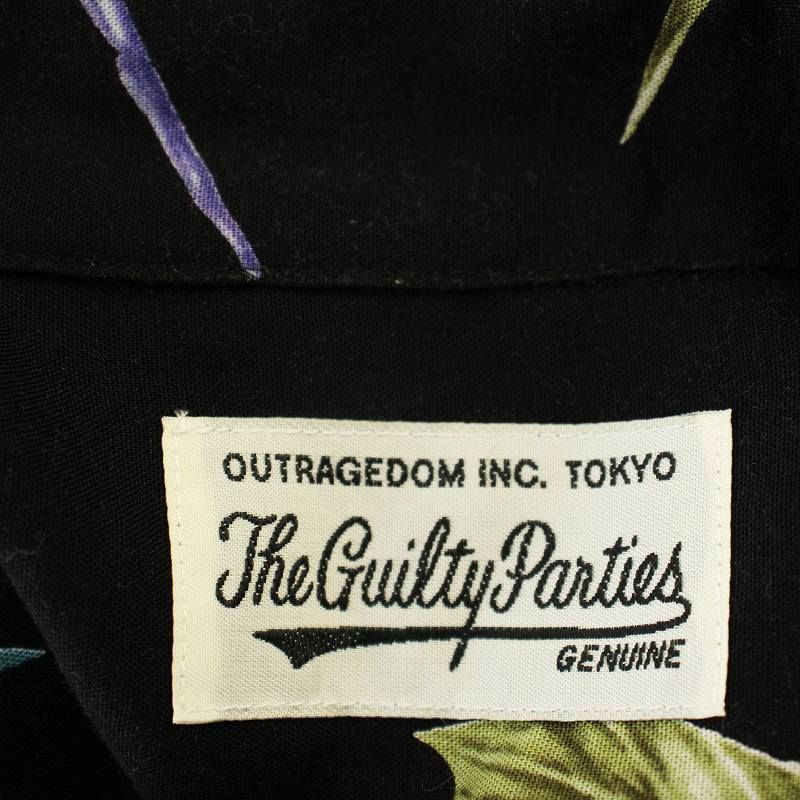 OUTRAGEDOM INC. TOKYO
The Guilty Parties
GENUINE